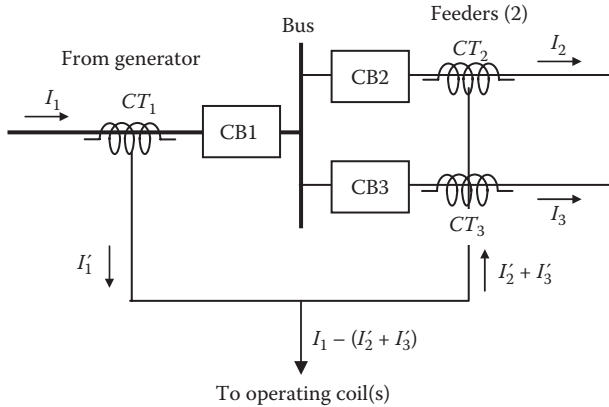 Feeders (2)
Bus
From generator
I₁
CT₁
CB1
CB2
CT₂
I₂
CB3
CT₃
I₃
I′₁
I′₂ + I′₃
I₁ – (I′₂ + I′₃)
To operating coil(s)